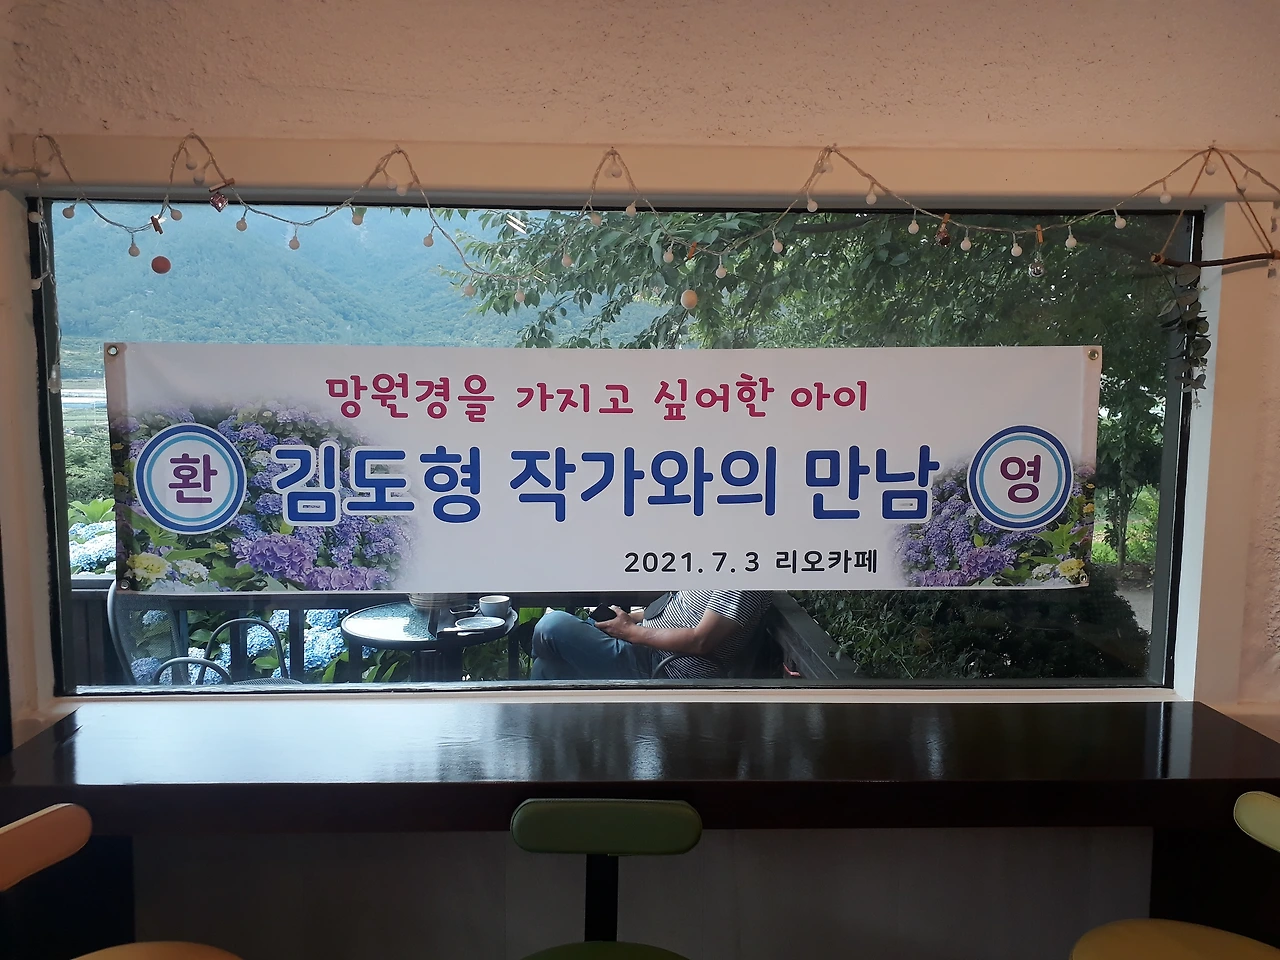 망원경을 가지고 싶어한 아이
환 김도형 작가와의 만남 영
2021.7.3 리오카페